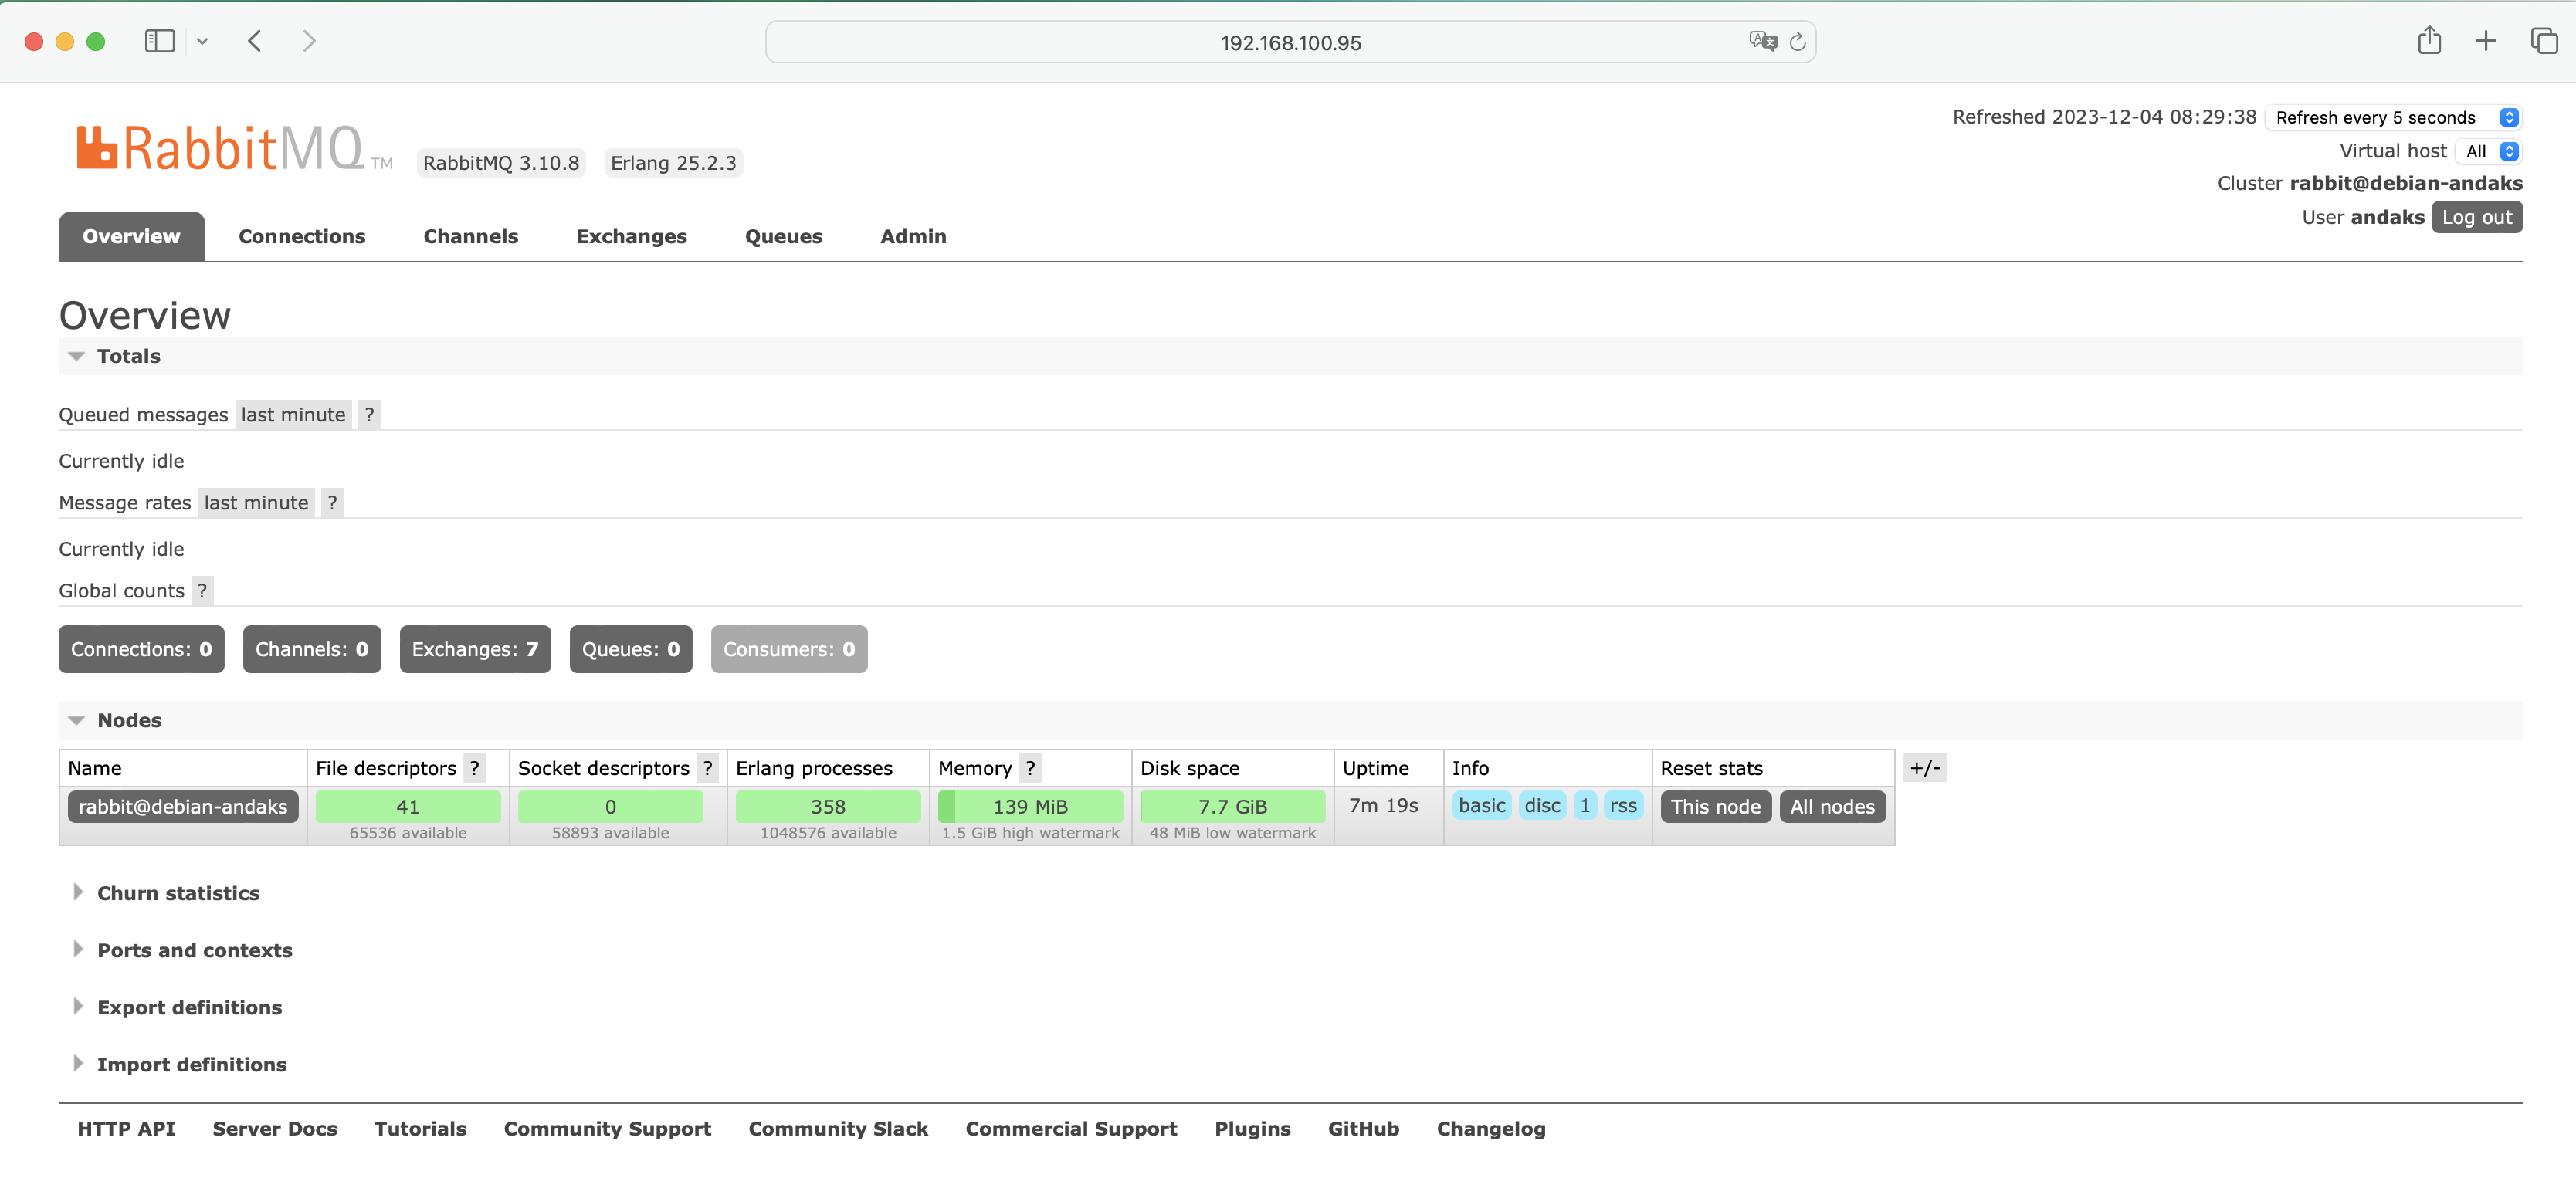 192.168.100.95
Refreshed 2023-12-04 08:29:38 Refresh every 5 seconds
Virtual host All
Cluster rabbit@debian-andaks
User andaks Log out
RabbitMQ TM RabbitMQ 3.10.8 Erlang 25.2.3
Overview Connections Channels Exchanges Queues Admin
Overview
Totals
Queued messages last minute ?
Currently idle
Message rates last minute ?
Currently idle
Global counts ?
Connections: 0 Channels: 0 Exchanges: 7 Queues: 0 Consumers: 0
Nodes
Name File descriptors ? Socket descriptors ? Erlang processes Memory ? Disk space Uptime Info Reset stats +/-
rabbit@debian-andaks 41 0 358 139 MiB 7.7 GiB 7m 19s basic disc 1 rss This node All nodes
65536 available 58893 available 1048576 available 1.5 GiB high watermark 48 MiB low watermark
Churn statistics
Ports and contexts
Export definitions
Import definitions
HTTP API Server Docs Tutorials Community Support Community Slack Commercial Support Plugins GitHub Changelog